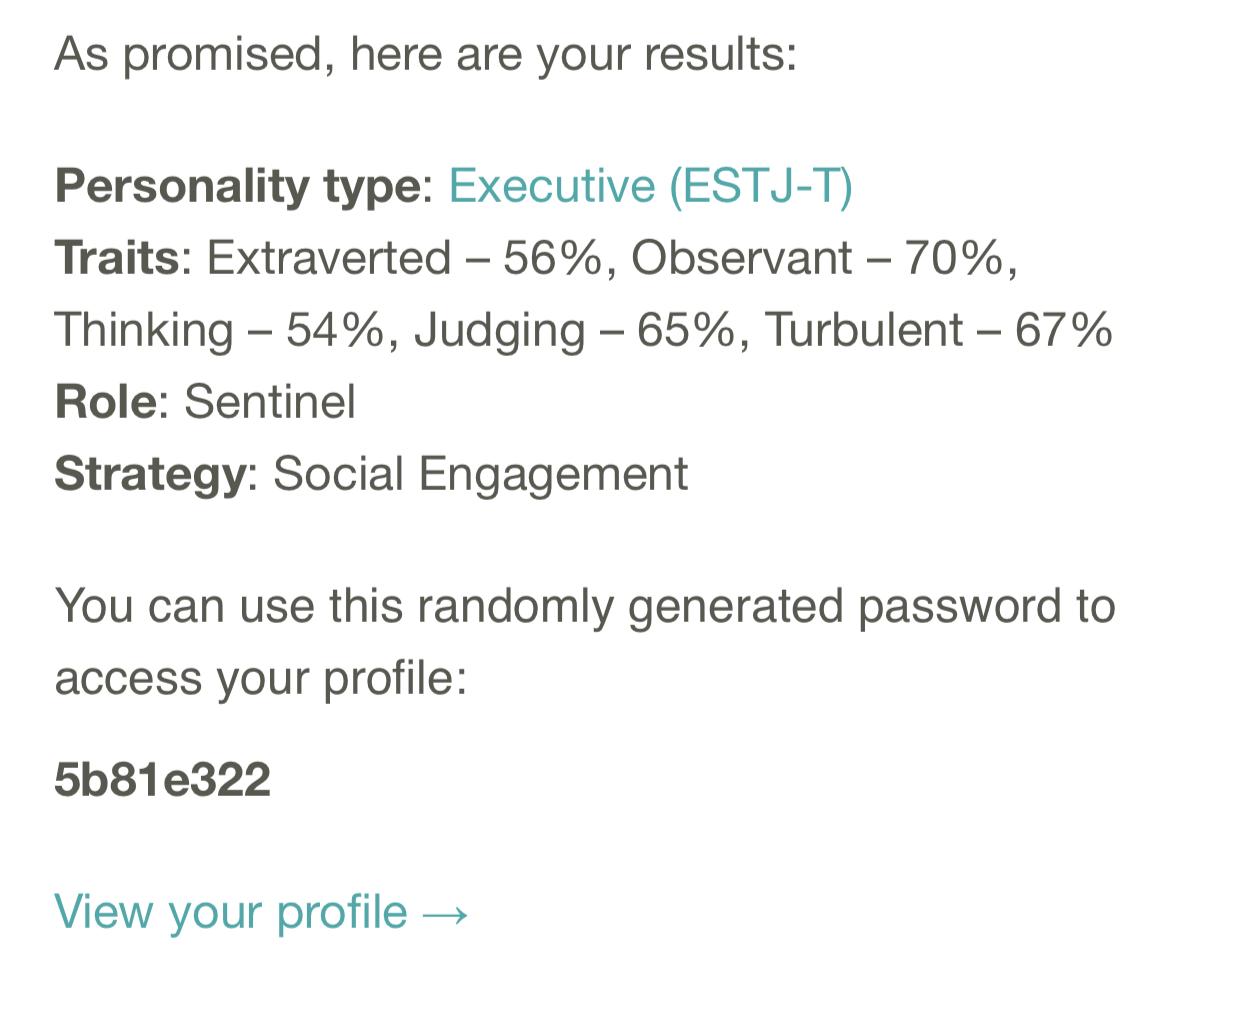 As promised, here are your results:
Personality type: Executive (ESTJ-T)
Traits: Extraverted – 56%, Observant – 70%,
Thinking – 54%, Judging – 65%, Turbulent – 67%
Role: Sentinel
Strategy: Social Engagement
You can use this randomly generated password to
access your profile:
5b81e322
View your profile →